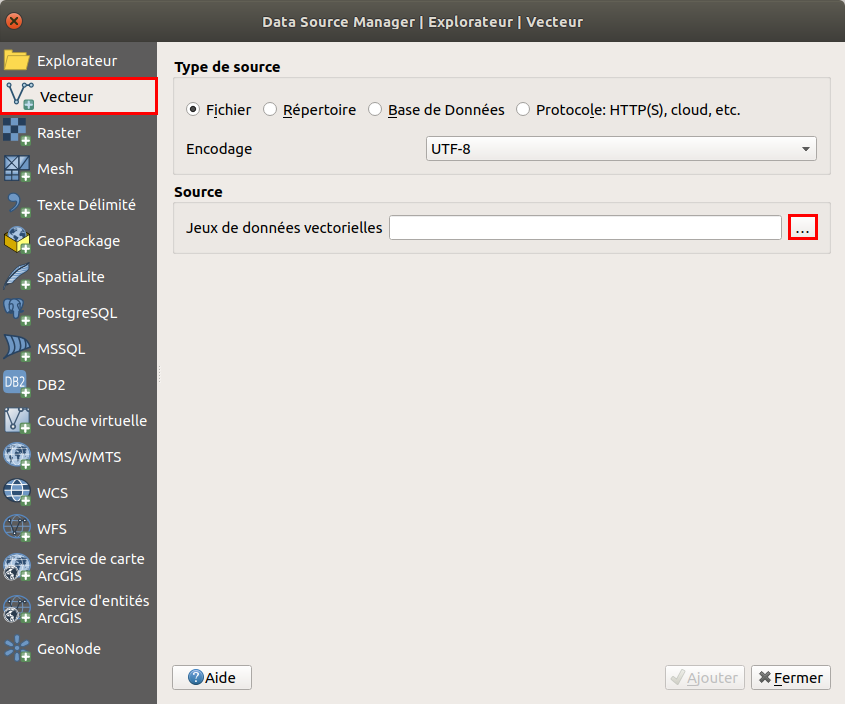 Data Source Manager | Explorateur | Vecteur
Explorateur
Vecteur
Raster
Mesh
Texte Délimité
GeoPackage
SpatiaLite
PostgreSQL
MSSQL
DB2
DB2
Couche virtuelle
WMS/WMTS
WCS
WFS
Service de carte
ArcGIS
Service d'entités
ArcGIS
GeoNode
Type de source
Fichier Répertoire Base de Données Protocole: HTTP(S), cloud, etc.
Encodage UTF-8
Source
Jeux de données vectorielles ...
?Aide Ajouter Fermer